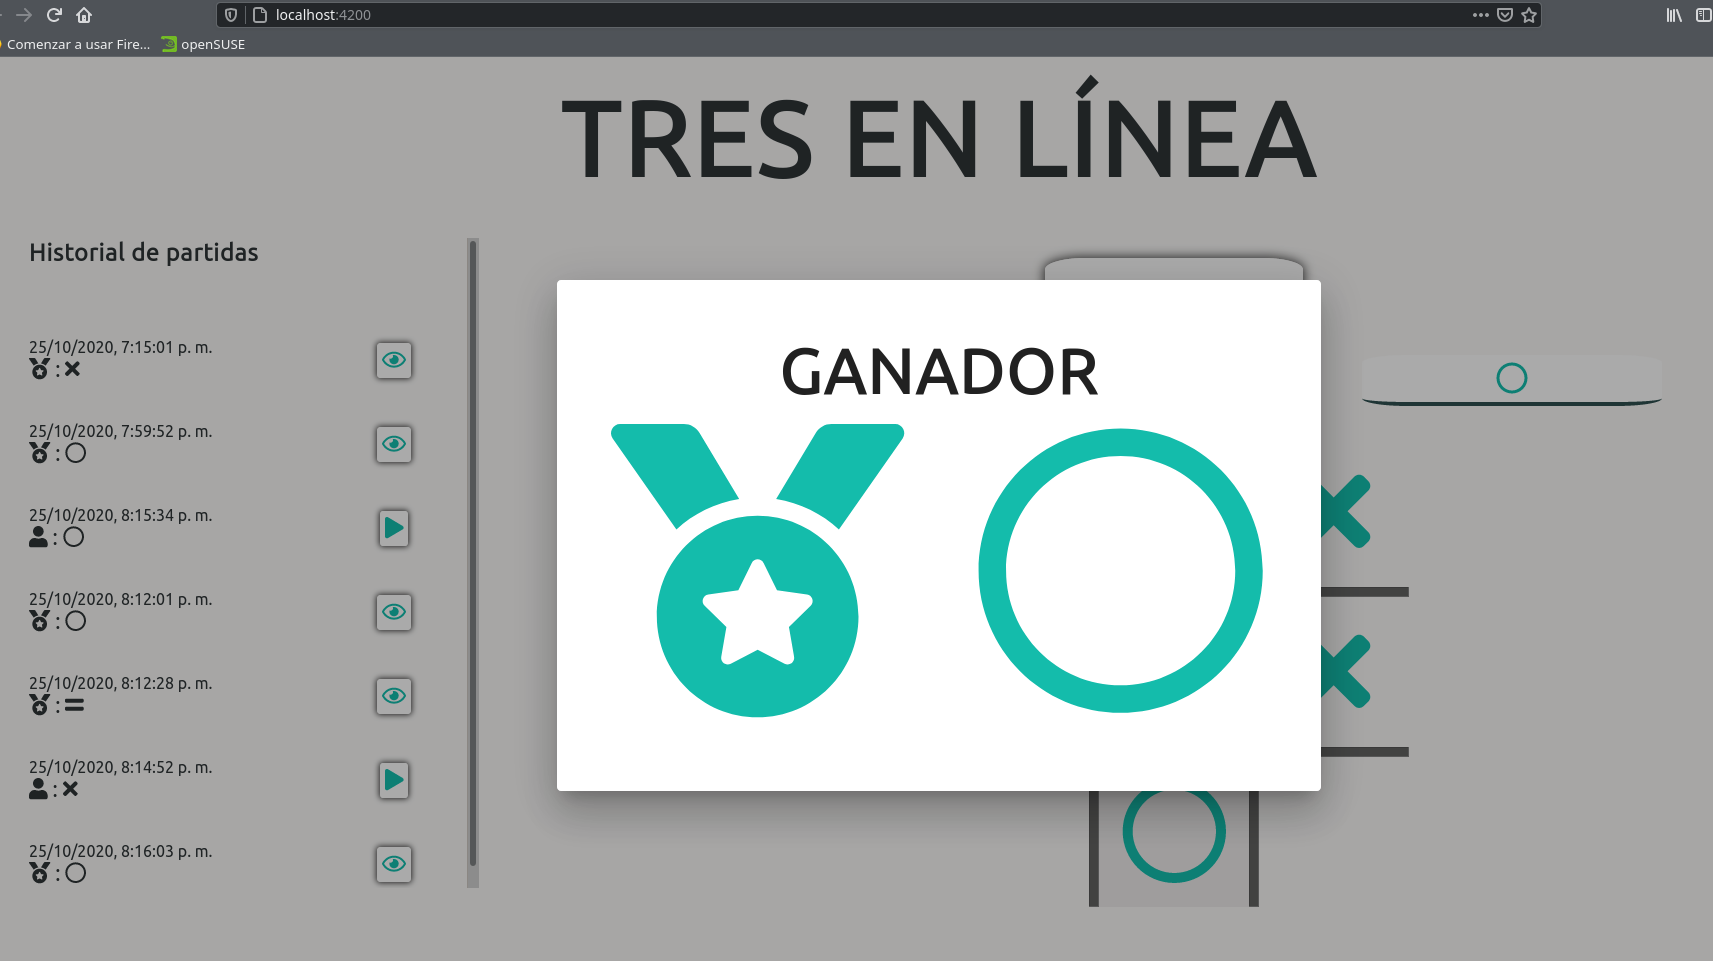 localhost:4200
Comenzar a usar Fire...
openSUSE
TRES EN LÍNEA
Historial de partidas
25/10/2020, 7:15:01 p. m.
:
25/10/2020, 7:59:52 p. m.
:
25/10/2020, 8:15:34 p. m.
:
25/10/2020, 8:12:01 p. m.
:
25/10/2020, 8:12:28 p. m.
:
25/10/2020, 8:14:52 p. m.
:
25/10/2020, 8:16:03 p. m.
:
GANADOR